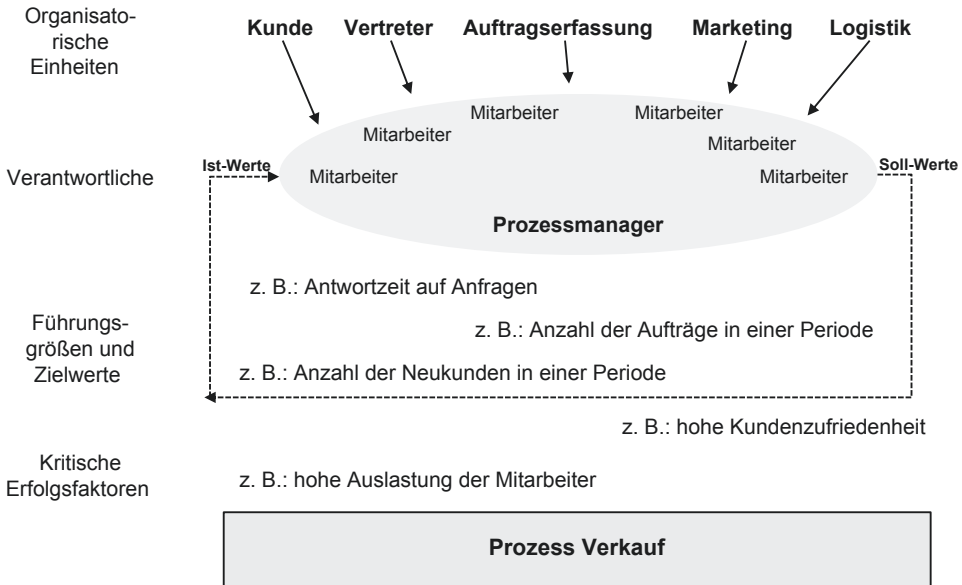 Organisato-
rische
Einheiten
Kunde Vertreter Auftragserfassung Marketing Logistik
Mitarbeiter Mitarbeiter
Mitarbeiter Mitarbeiter
Verantwortliche Ist-Werte Mitarbeiter Mitarbeiter Soll-Werte
Prozessmanager
z. B.: Antwortzeit auf Anfragen
Führungs-
größen und
Zielwerte
z. B.: Anzahl der Aufträge in einer Periode
z. B.: Anzahl der Neukunden in einer Periode
z. B.: hohe Kundenzufriedenheit
Kritische
Erfolgsfaktoren
z. B.: hohe Auslastung der Mitarbeiter
Prozess Verkauf